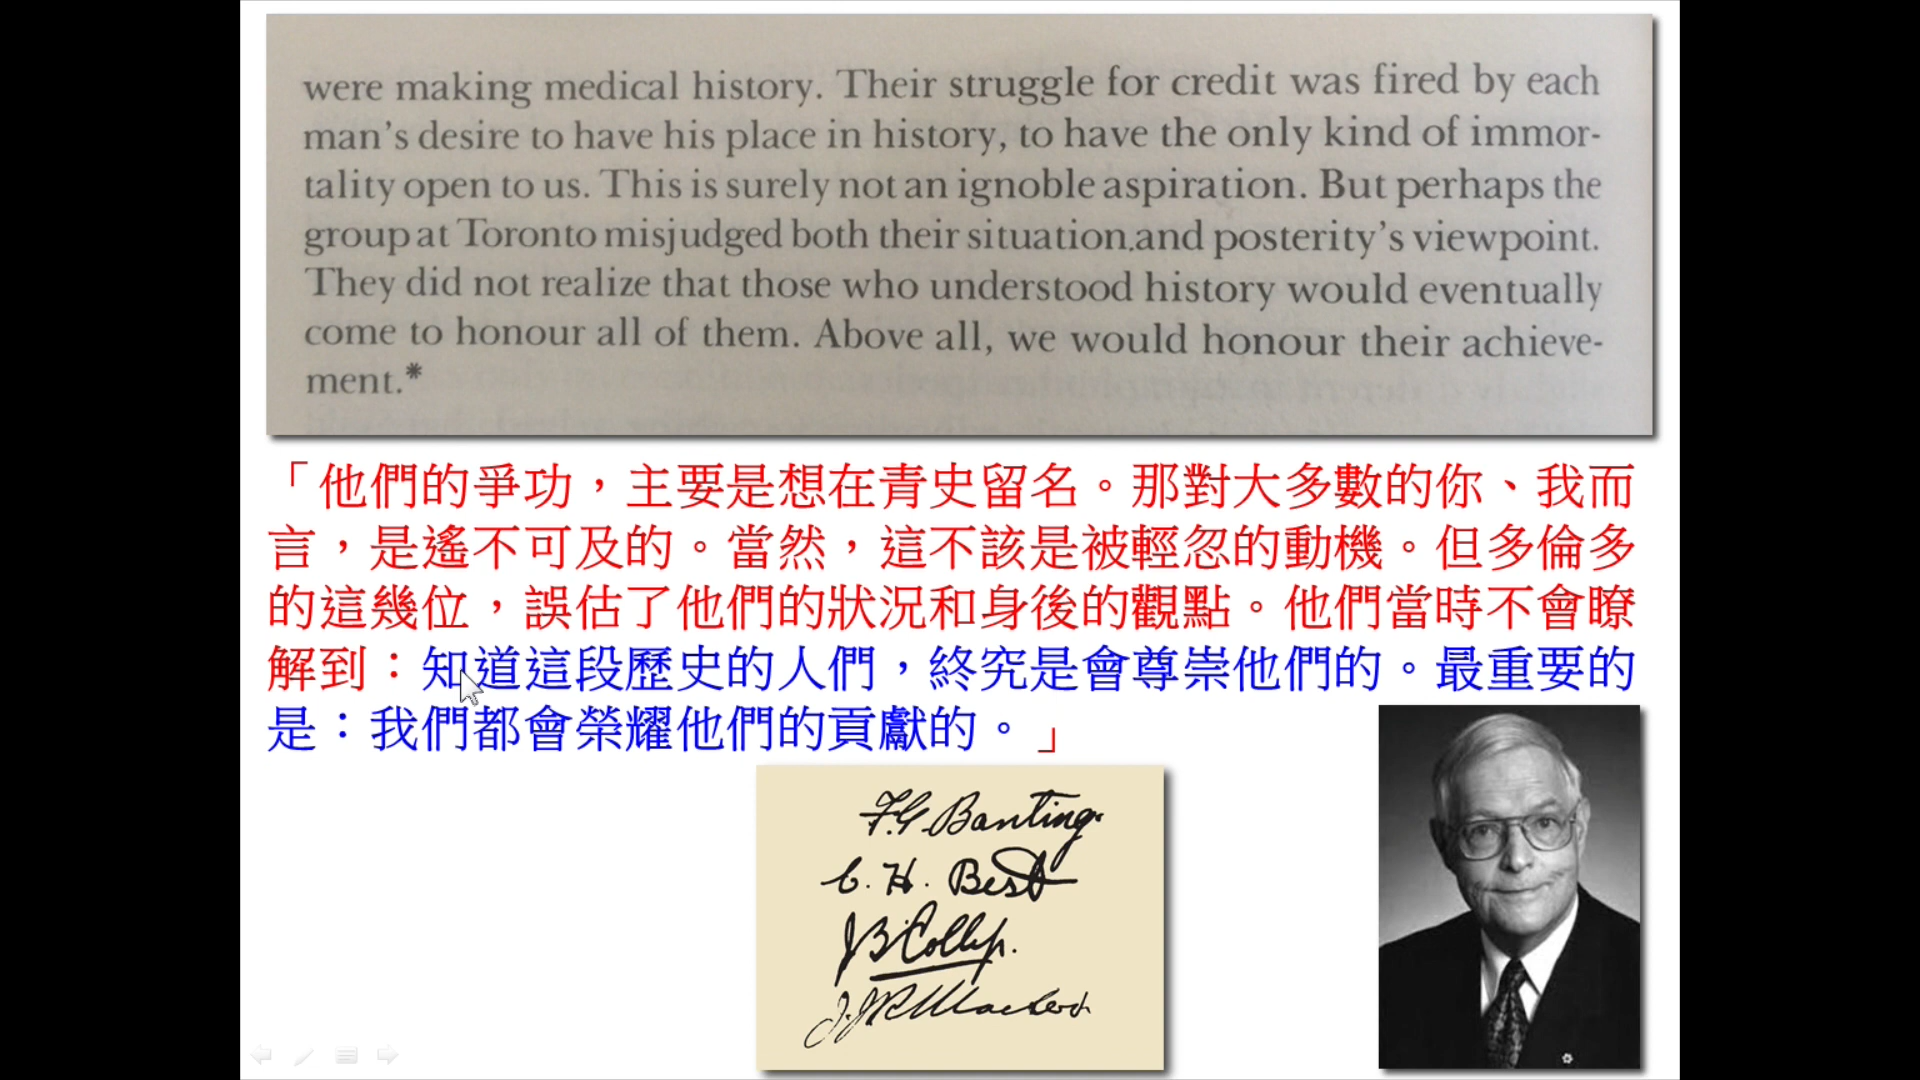 were making medical history. Their struggle for credit was fired by each
man's desire to have his place in history, to have the only kind of immor-
tality open to us. This is surely not an ignoble aspiration. But perhaps the
group at Toronto misjudged both their situation.and posterity's viewpoint.
They did not realize that those who understood history would eventually
come to honour all of them. Above all, we would honour their achieve-
ment.*
「他們的爭功，主要是想在青史留名。那對大多數的你、我而
言，是遙不可及的。當然，這不該是被輕忽的動機。但多倫多
的這幾位，誤估了他們的狀況和身後的觀點。他們當時不會瞭
解到：知道這段歷史的人們，終究是會尊崇他們的。最重要的
是：我們都會榮耀他們的貢獻的。」
F.G. Banting.
C. H. Best
J B Collip.
J.J.R. Macleod.